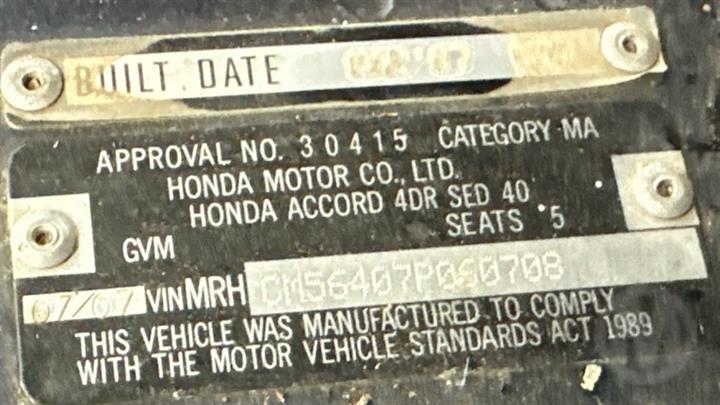 BUILT DATE
APPROVAL NO. 30415 CATEGORY MA
HONDA MOTOR CO., LTD.
HONDA ACCORD 4DR SED 40
SEATS 5
GVM
07/07 VIN MRH CM56407P060708
THIS VEHICLE WAS MANUFACTURED TO COMPLY
WITH THE MOTOR VEHICLE STANDARDS ACT 1989